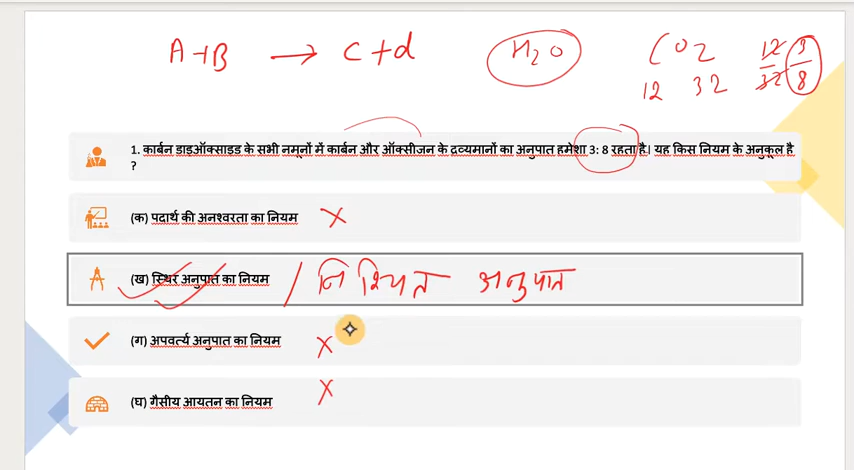 A+B → C+d H₂O CO2 12/32 3/8
12 32
1. कार्बन डाइऑक्साइड के सभी नमूनों में कार्बन और ऑक्सीजन के द्रव्यमानों का अनुपात हमेशा 3: 8 रहता है। यह किस नियम के अनुकूल है
?
(क) पदार्थ की अनश्वरता का नियम ×
(ख) स्थिर अनुपात का नियम / निश्चित अनुपात
(ग) अपवर्त्य अनुपात का नियम ×
(घ) गैसीय आयतन का नियम ×